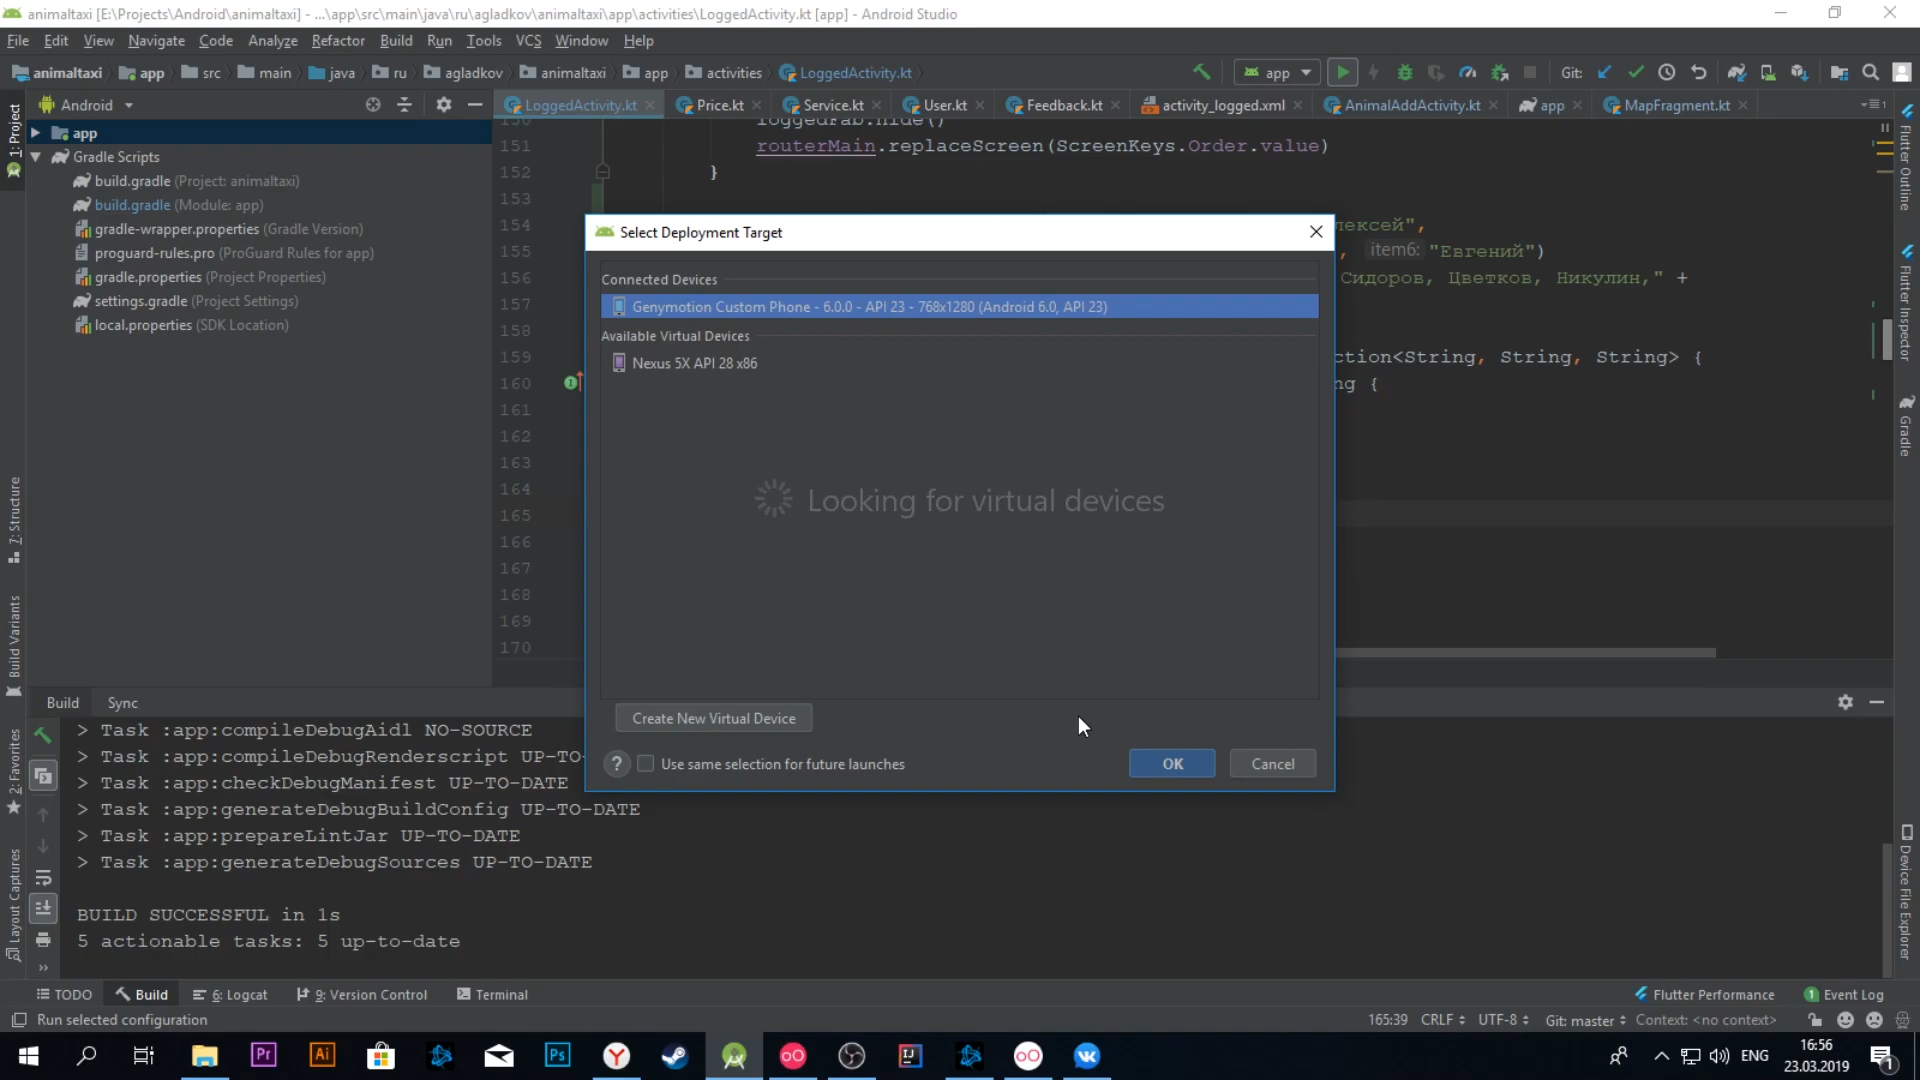 animaltaxi [E:\Projects\Android\animaltaxi] - ...\app\src\main\java\ru\agladkov\animaltaxi\app\activities\LoggedActivity.kt [app] - Android Studio
File Edit View Navigate Code Analyze Refactor Build Run Tools VCS Window Help
animaltaxi app src main java ru agladkov animaltaxi app activities LoggedActivity.kt app Git:
Android
LoggedActivity.kt Price.kt Service.kt User.kt Feedback.kt activity_logged.xml AnimalAddActivity.kt app MapFragment.kt
1: Project
7: Structure
Build Variants
2: Favorites
Layout Captures
app
Gradle Scripts
build.gradle (Project: animaltaxi)
build.gradle (Module: app)
gradle-wrapper.properties (Gradle Version)
proguard-rules.pro (ProGuard Rules for app)
gradle.properties (Project Properties)
settings.gradle (Project Settings)
local.properties (SDK Location)
150 loggedFab.hide()
151 routerMain.replaceScreen(ScreenKeys.Order.value)
152 }
153
154 лексей",
155 , item6: "Евгений")
156 Сидоров, Цветков, Никулин," +
157
158
159 ction<String, String, String> {
160 ng {
161
162
163
164
165
166
167
168
169
170
Select Deployment Target
Connected Devices
Genymotion Custom Phone - 6.0.0 - API 23 - 768x1280 (Android 6.0, API 23)
Available Virtual Devices
Nexus 5X API 28 x86
Looking for virtual devices
Create New Virtual Device
? Use same selection for future launches
OK Cancel
Flutter Outline
Flutter Inspector
Gradle
Device File Explorer
Build Sync
> Task :app:compileDebugAidl NO-SOURCE
> Task :app:compileDebugRenderscript UP-TO-
> Task :app:checkDebugManifest UP-TO-DATE
> Task :app:generateDebugBuildConfig UP-TO-DATE
> Task :app:prepareLintJar UP-TO-DATE
> Task :app:generateDebugSources UP-TO-DATE
BUILD SUCCESSFUL in 1s
5 actionable tasks: 5 up-to-date
TODO Build 6: Logcat 9: Version Control Terminal Flutter Performance 1 Event Log
Run selected configuration 165:39 CRLF UTF-8 Git: master Context: <no context>
Pr Ai Ps Y IJ ENG 16:56
23.03.2019
1